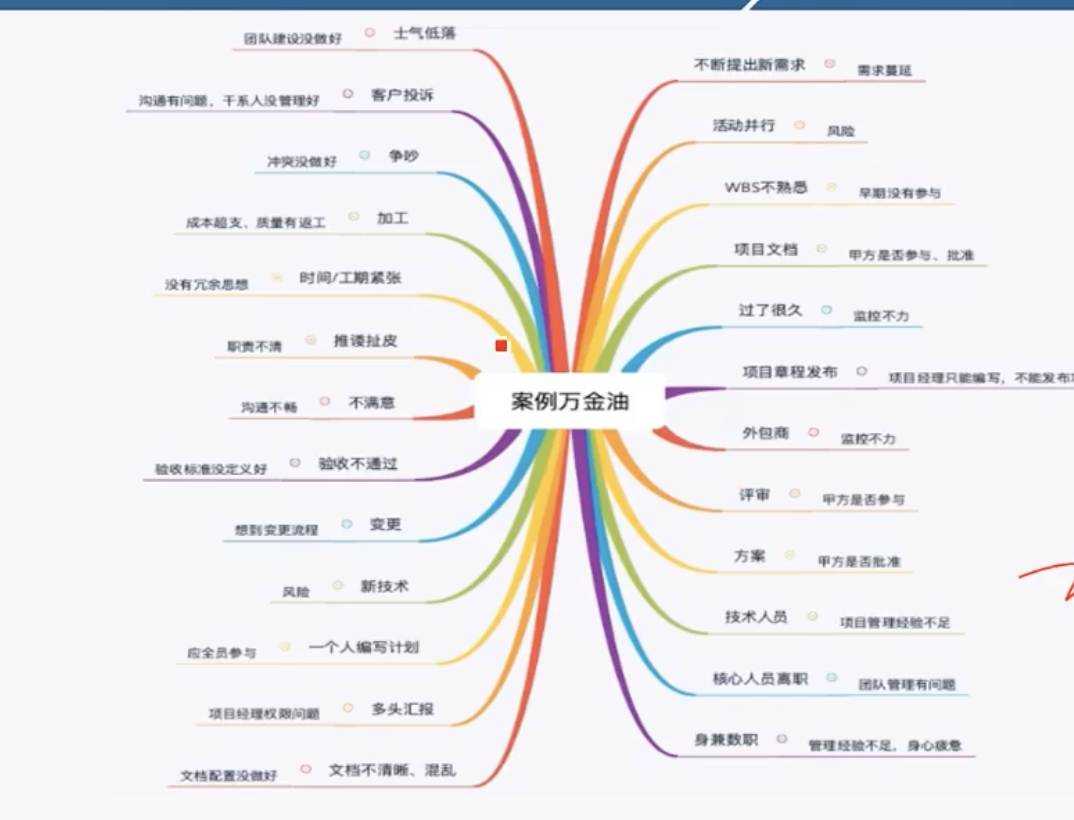 案例万金油
团队建设没做好 士气低落
沟通有问题，干系人没管理好 客户投诉
冲突没做好 争吵
成本超支、质量有返工 加工
没有冗余思想 时间/工期紧张
职责不清 推诿扯皮
沟通不畅 不满意
验收标准没定义好 验收不通过
想到变更流程 变更
风险 新技术
应全员参与 一个人编写计划
项目经理权限问题 多头汇报
文档配置没做好 文档不清晰、混乱
不断提出新需求 需求蔓延
活动并行 风险
WBS不熟悉 早期没有参与
项目文档 甲方是否参与、批准
过了很久 监控不力
项目章程发布 项目经理只能编写，不能发布
外包商 监控不力
评审 甲方是否参与
方案 甲方是否批准
技术人员 项目管理经验不足
核心人员离职 团队管理有问题
身兼数职 管理经验不足，身心疲惫